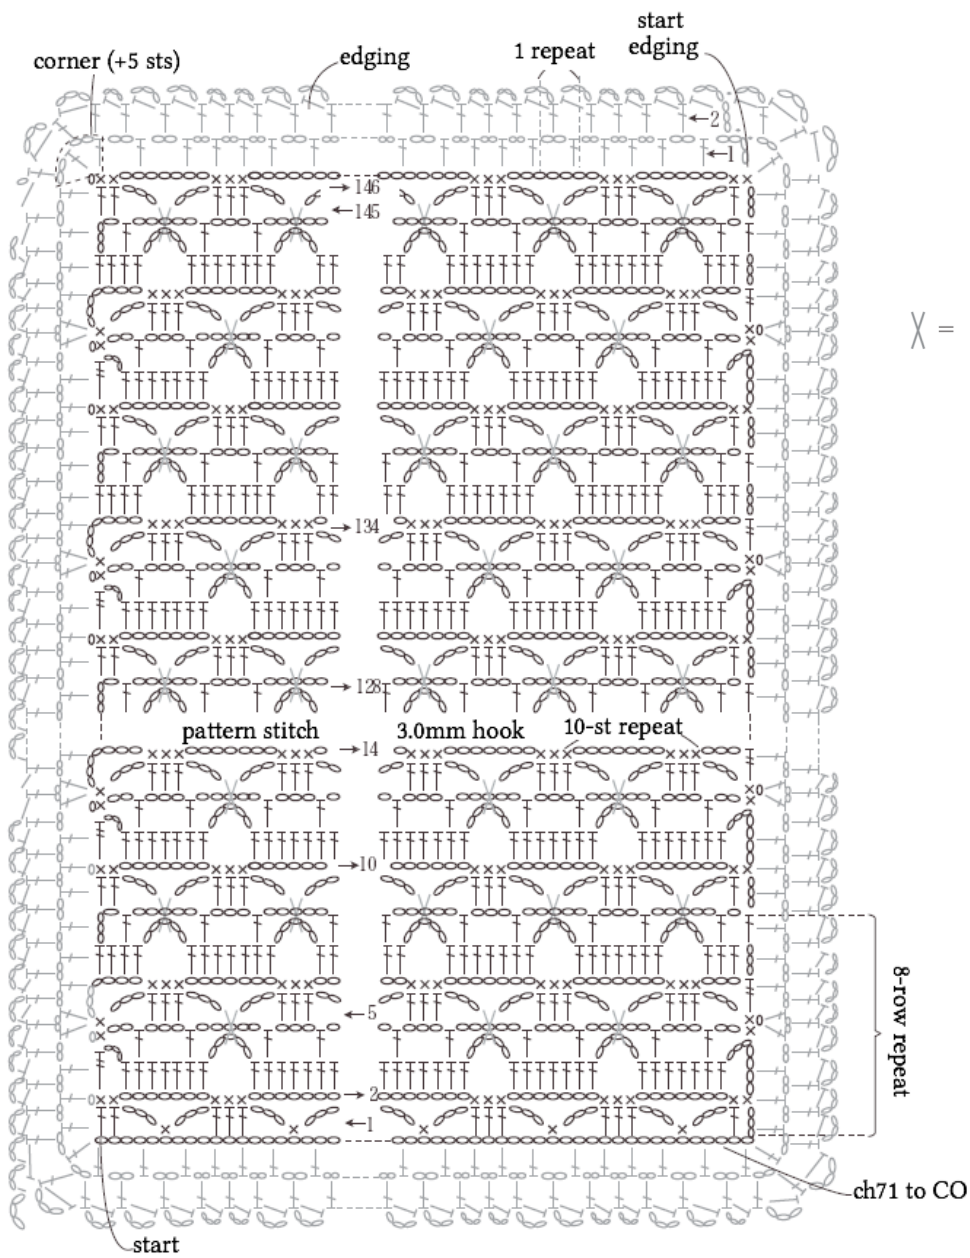 start
edging
1 repeat
edging
corner (+5 sts)
←2
←1
→146
←145
=
→134
→128
pattern stitch
3.0mm hook
10-st repeat
→14
→10
←5
8-row repeat
→2
←1
ch71 to CO
start